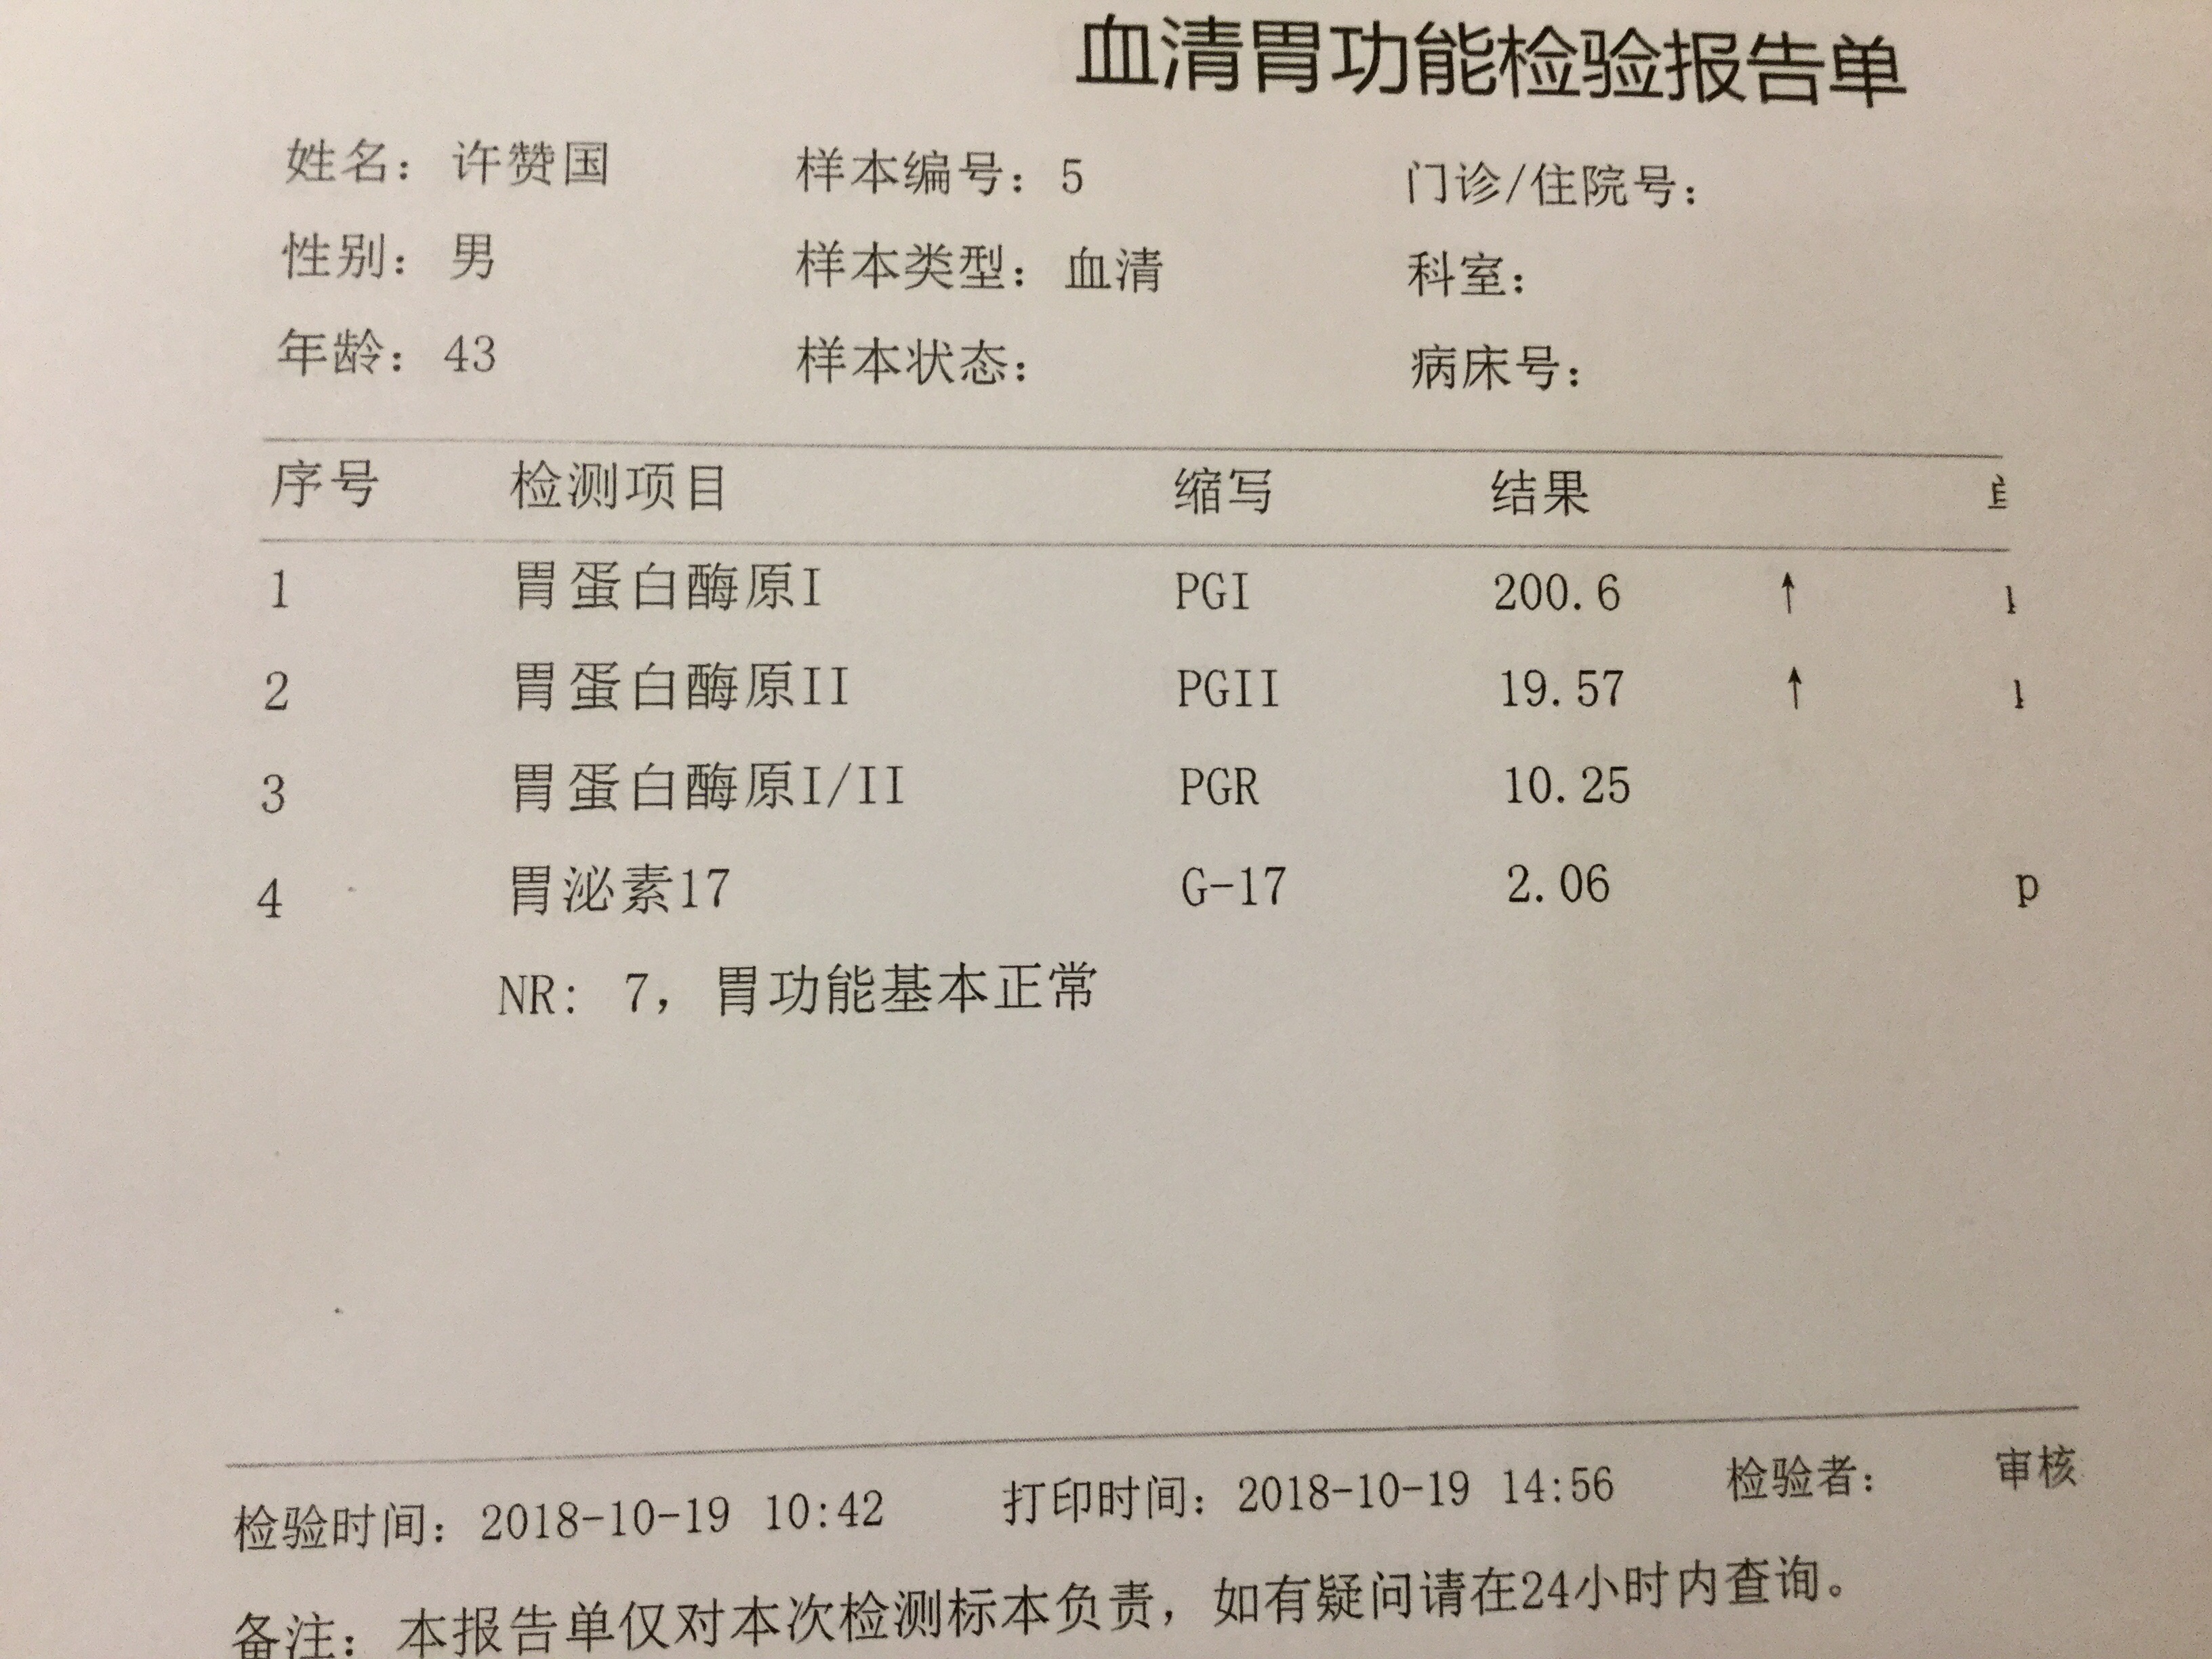 血清胃功能检验报告单
姓名: 许赞国 样本编号: 5 门诊/住院号:
性别: 男 样本类型: 血清 科室:
年龄: 43 样本状态: 病床号:
序号 检测项目 缩写 结果
1 胃蛋白酶原I PGI 200.6 ↑
2 胃蛋白酶原II PGII 19.57 ↑
3 胃蛋白酶原I/II PGR 10.25
4 胃泌素17 G-17 2.06 p
NR: 7, 胃功能基本正常
检验时间: 2018-10-19 10:42 打印时间: 2018-10-19 14:56 检验者: 审核
备注: 本报告单仅对本次检测标本负责, 如有疑问请在24小时内查询。